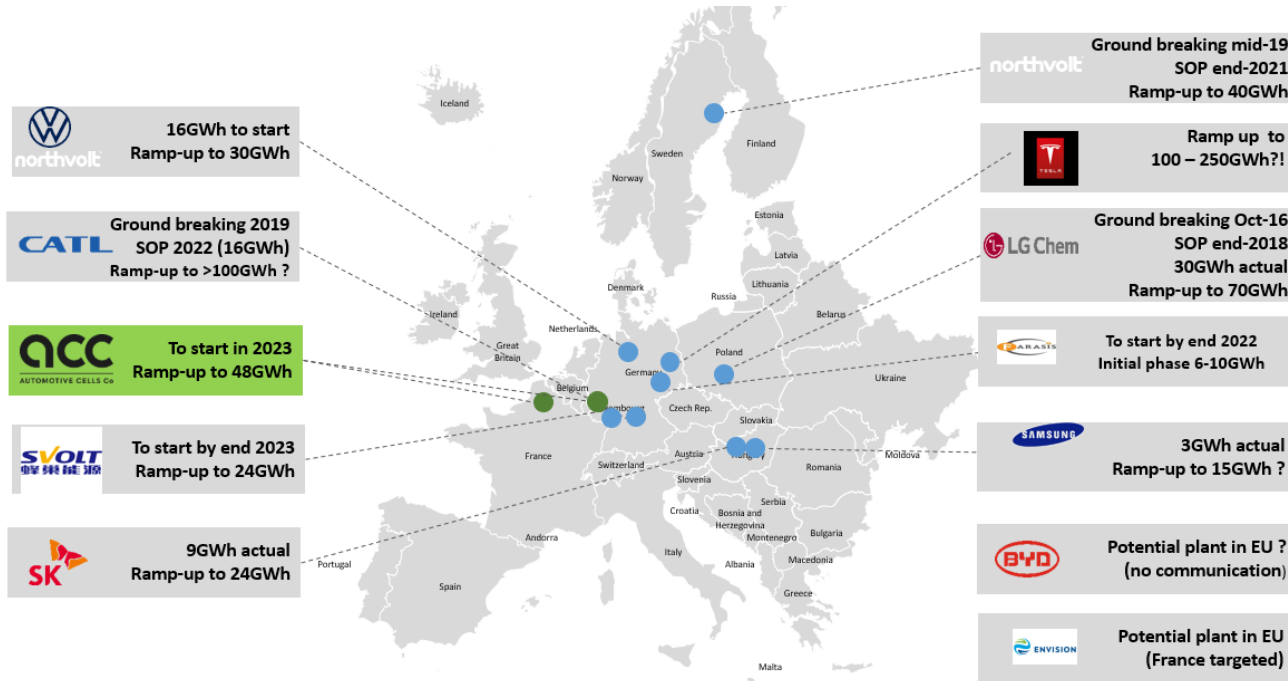 northvolt
16GWh to start
Ramp-up to 30GWh
CATL
Ground breaking 2019
SOP 2022 (16GWh)
Ramp-up to >100GWh ?
acc
AUTOMOTIVE CELLS Co
To start in 2023
Ramp-up to 48GWh
SVOLT
蜂巢能源
To start by end 2023
Ramp-up to 24GWh
SK
9GWh actual
Ramp-up to 24GWh
Iceland
Norway
Sweden
Finland
Estonia
Latvia
Lithuania
Denmark
Russia
Belarus
Ireland
Great
Britain
Netherlands
Belgium
Germany
Poland
Ukraine
Czech Rep.
Slovakia
France
Switzerland
Austria
Hungary
Romania
Moldova
Slovenia
Croatia
Bosnia and
Herzegovina
Serbia
Montenegro
Bulgaria
Macedonia
Albania
Greece
Italy
Andorra
Spain
Portugal
Malta
northvolt
Ground breaking mid-19
SOP end-2021
Ramp-up to 40GWh
TESLA
Ramp up to
100 – 250GWh?!
LG Chem
Ground breaking Oct-16
SOP end-2018
30GWh actual
Ramp-up to 70GWh
FARASIS
To start by end 2022
Initial phase 6-10GWh
SAMSUNG
3GWh actual
Ramp-up to 15GWh ?
BYD
Potential plant in EU ?
(no communication)
ENVISION
Potential plant in EU
(France targeted)